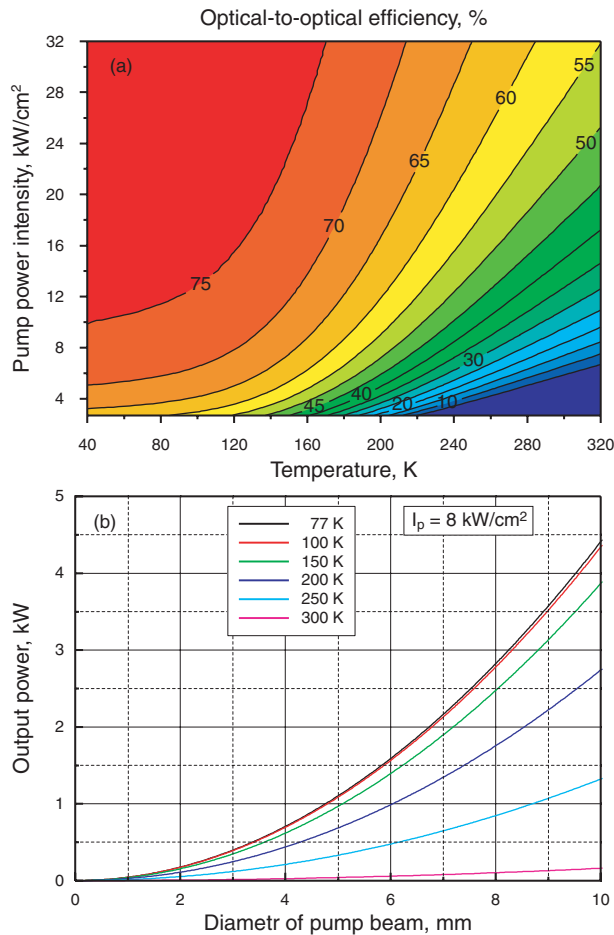 Optical-to-optical efficiency, %
(a)
Pump power intensity, kW/cm²
32
28
24
20
16
12
8
4
75
70
65
60
55
50
45
40
30
20
10
40 80 120 160 200 240 280 320
Temperature, K
(b)
Output power, kW
5
4
3
2
1
0
77 K
100 K
150 K
200 K
250 K
300 K
Iₚ = 8 kW/cm²
0 2 4 6 8 10
Diametr of pump beam, mm